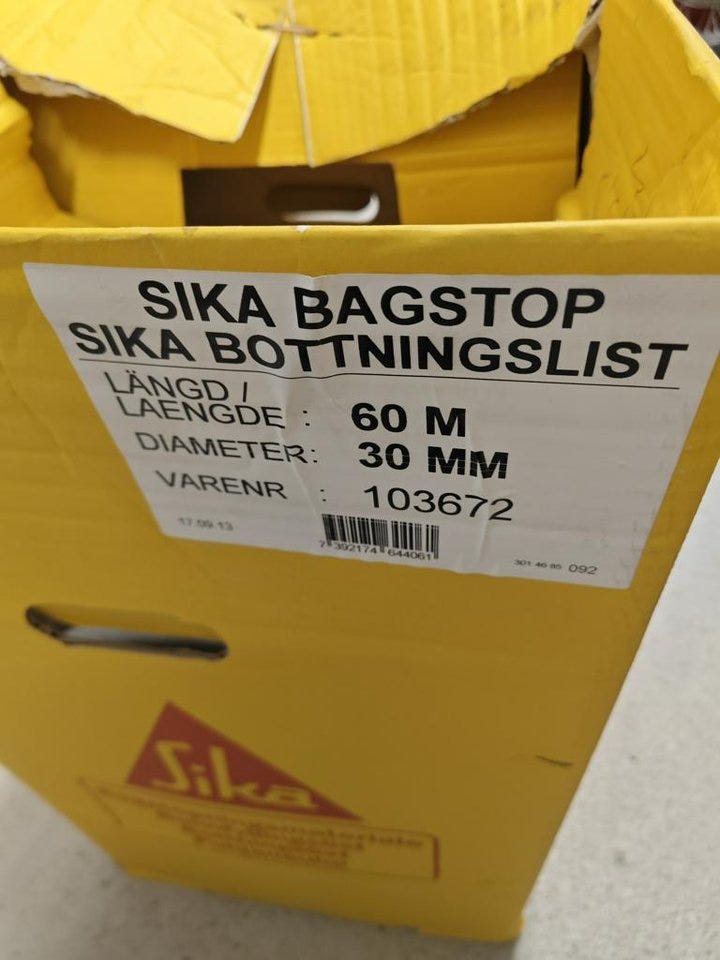 SIKA BAGSTOP
SIKA BOTTNINGSLIST
LÄNGD /
LAENGDE : 60 M
DIAMETER: 30 MM
VARENR : 103672
17.09.13
7 392174 644061
301 46 85 092
Sika